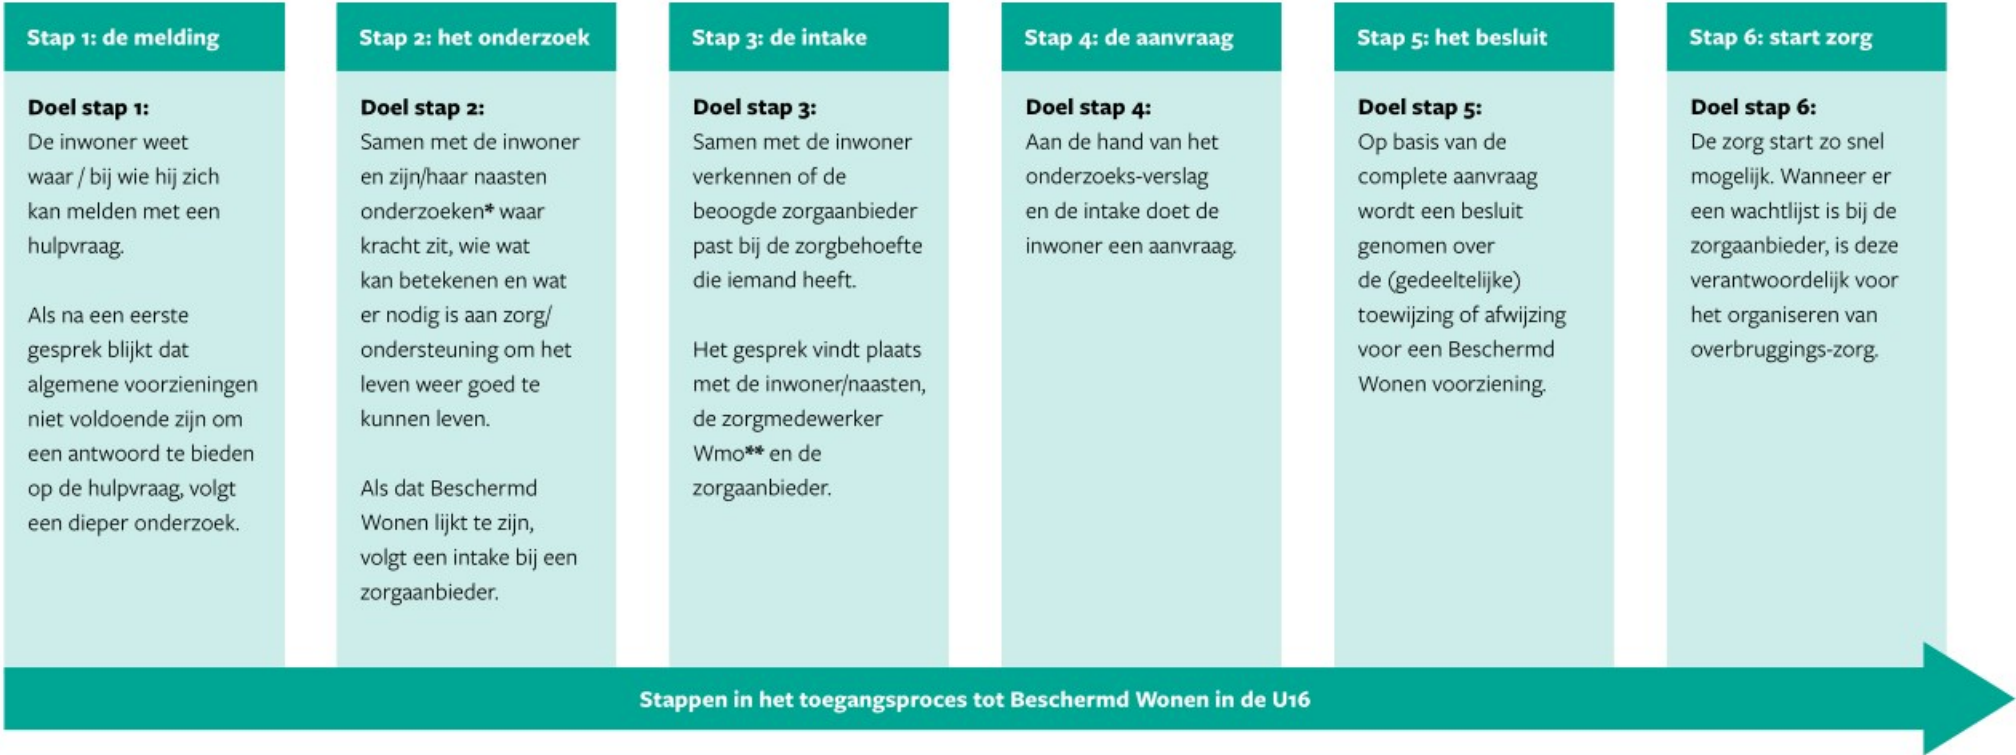 Stap 1: de melding
Doel stap 1:
De inwoner weet
waar / bij wie hij zich
kan melden met een
hulpvraag.
Als na een eerste
gesprek blijkt dat
algemene voorzieningen
niet voldoende zijn om
een antwoord te bieden
op de hulpvraag, volgt
een dieper onderzoek.
Stap 2: het onderzoek
Doel stap 2:
Samen met de inwoner
en zijn/haar naasten
onderzoeken* waar
kracht zit, wie wat
kan betekenen en wat
er nodig is aan zorg/
ondersteuning om het
leven weer goed te
kunnen leven.
Als dat Beschermd
Wonen lijkt te zijn,
volgt een intake bij een
zorgaanbieder.
Stap 3: de intake
Doel stap 3:
Samen met de inwoner
verkennen of de
beoogde zorgaanbieder
past bij de zorgbehoefte
die iemand heeft.
Het gesprek vindt plaats
met de inwoner/naasten,
de zorgmedewerker
Wmo** en de
zorgaanbieder.
Stap 4: de aanvraag
Doel stap 4:
Aan de hand van het
onderzoeks-verslag
en de intake doet de
inwoner een aanvraag.
Stap 5: het besluit
Doel stap 5:
Op basis van de
complete aanvraag
wordt een besluit
genomen over
de (gedeeltelijke)
toewijzing of afwijzing
voor een Beschermd
Wonen voorziening.
Stap 6: start zorg
Doel stap 6:
De zorg start zo snel
mogelijk. Wanneer er
een wachtlijst is bij de
zorgaanbieder, is deze
verantwoordelijk voor
het organiseren van
overbruggings-zorg.
Stappen in het toegangsproces tot Beschermd Wonen in de U16